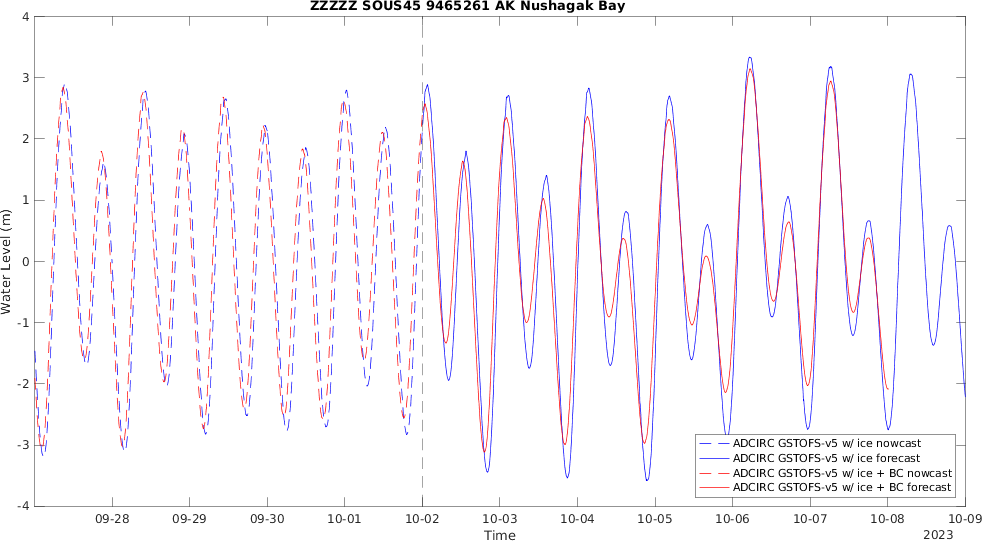 ZZZZZ SOUS45 9465261 AK Nushagak Bay
4
3
2
1
0
-1
-2
-3
-4
Water Level (m)
ADCIRC GSTOFS-v5 w/ ice nowcast
ADCIRC GSTOFS-v5 w/ ice forecast
ADCIRC GSTOFS-v5 w/ ice + BC nowcast
ADCIRC GSTOFS-v5 w/ ice + BC forecast
09-28 09-29 09-30 10-01 10-02 10-03 10-04 10-05 10-06 10-07 10-08 10-09
Time
2023